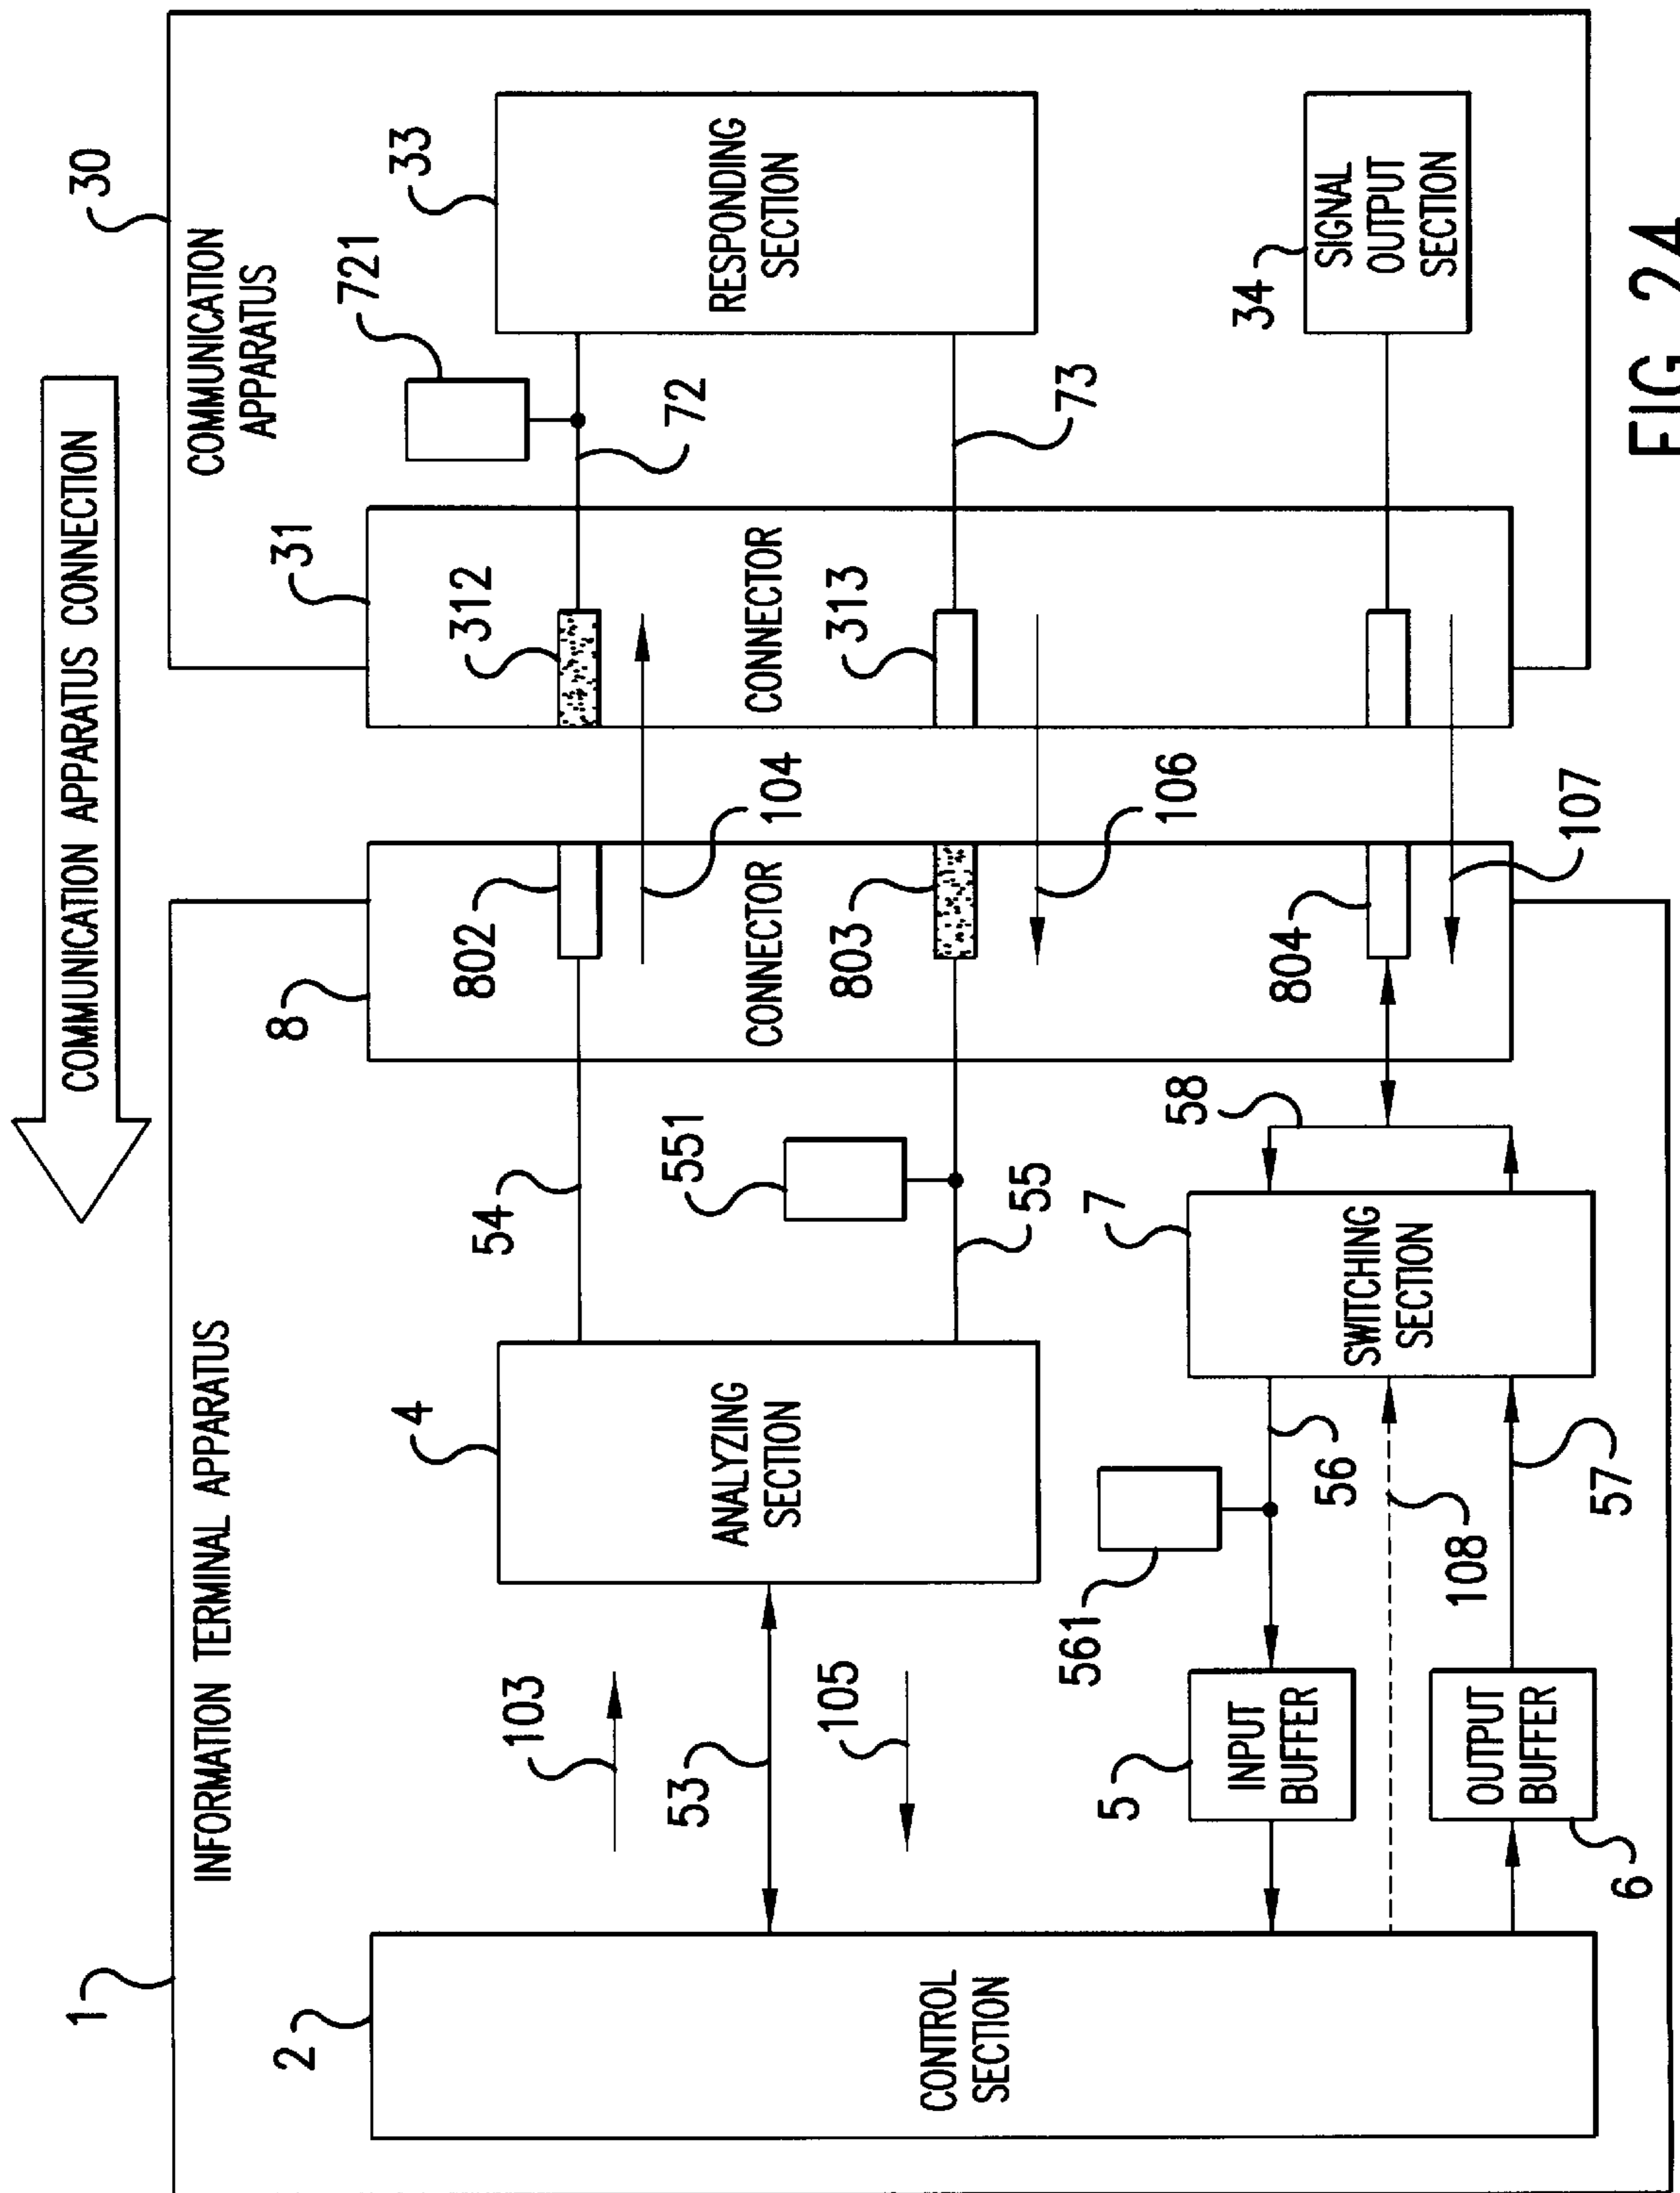 COMMUNICATION APPARATUS CONNECTION
1
INFORMATION TERMINAL APPARATUS
30
COMMUNICATION
APPARATUS
2
CONTROL
SECTION
103
53
105
4
ANALYZING
SECTION
54
551
55
8
802
CONNECTOR
803
804
104
106
107
31
312
CONNECTOR
313
721
72
73
33
RESPONDING
SECTION
34
SIGNAL
OUTPUT
SECTION
5
INPUT
BUFFER
561
56
108
57
6
OUTPUT
BUFFER
7
SWITCHING
SECTION
58
FIG. 24